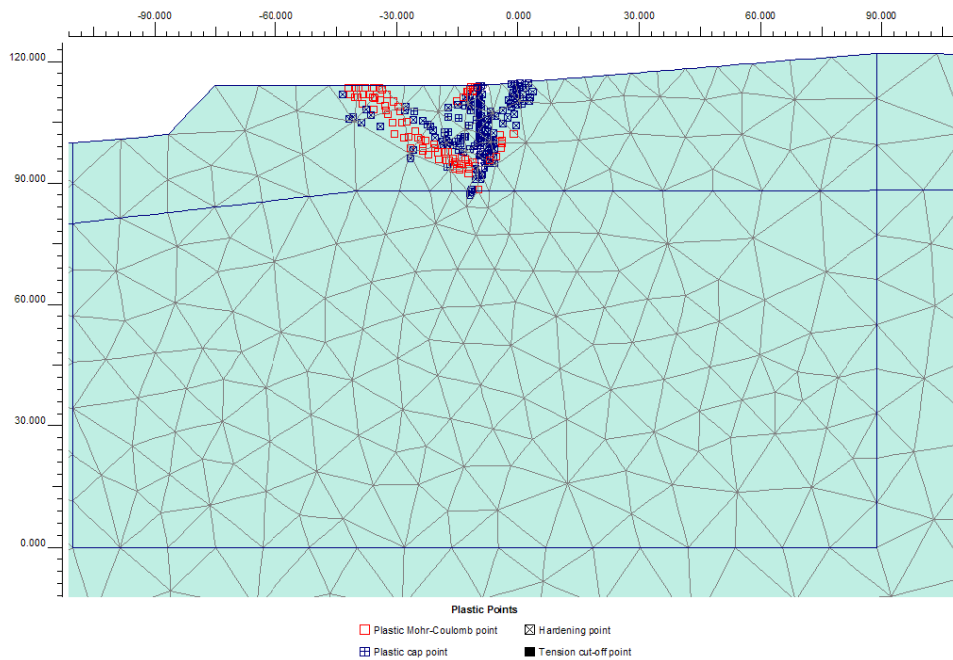 -90.000 -60.000 -30.000 0.000 30.000 60.000 90.000
120.000
90.000
60.000
30.000
0.000
Plastic Points
Plastic Mohr-Coulomb point Hardening point
Plastic cap point Tension cut-off point